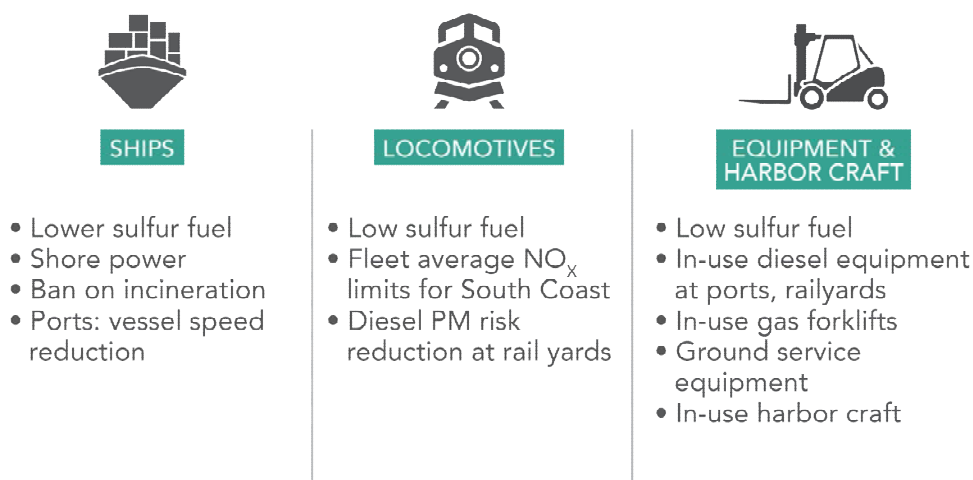 SHIPS
• Lower sulfur fuel
• Shore power
• Ban on incineration
• Ports: vessel speed
reduction
LOCOMOTIVES
• Low sulfur fuel
• Fleet average NOX
limits for South Coast
• Diesel PM risk
reduction at rail yards
EQUIPMENT &
HARBOR CRAFT
• Low sulfur fuel
• In-use diesel equipment
at ports, railyards
• In-use gas forklifts
• Ground service
equipment
• In-use harbor craft